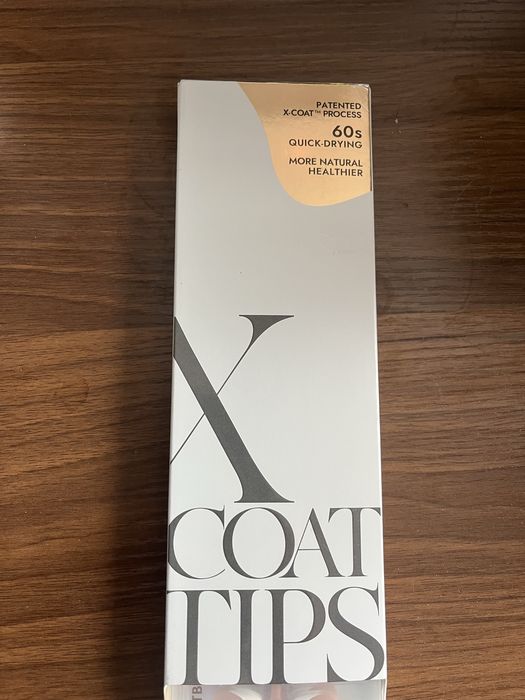 PATENTED
X-COAT™ PROCESS
60s
QUICK-DRYING
MORE NATURAL
HEALTHIER
X
COAT
TIPS